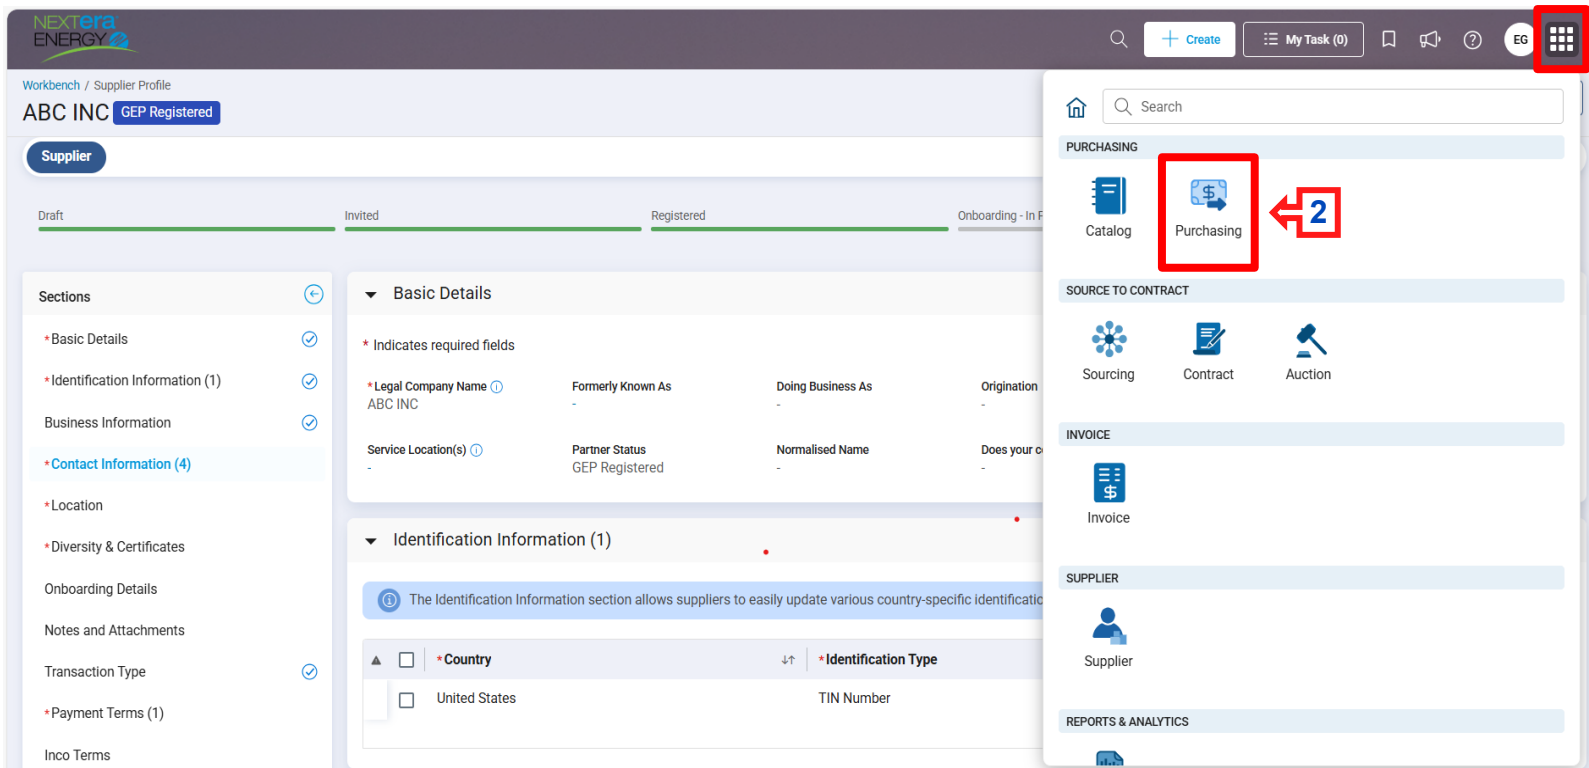 NEXTera
ENERGY
Create
My Task (0)
EG
Workbench / Supplier Profile
ABC INC GEP Registered
Supplier
Draft
Invited
Registered
Onboarding - In
Sections
*Basic Details
*Identification Information (1)
Business Information
*Contact Information (4)
*Location
*Diversity & Certificates
Onboarding Details
Notes and Attachments
Transaction Type
*Payment Terms (1)
Inco Terms
Basic Details
* Indicates required fields
*Legal Company Name
ABC INC
Formerly Known As
-
Doing Business As
-
Origination
-
Service Location(s)
-
Partner Status
GEP Registered
Normalised Name
-
Does your
-
Identification Information (1)
The Identification Information section allows suppliers to easily update various country-specific
*Country
*Identification Type
United States
TIN Number
Search
PURCHASING
Catalog
Purchasing
2
SOURCE TO CONTRACT
Sourcing
Contract
Auction
INVOICE
Invoice
SUPPLIER
Supplier
REPORTS & ANALYTICS